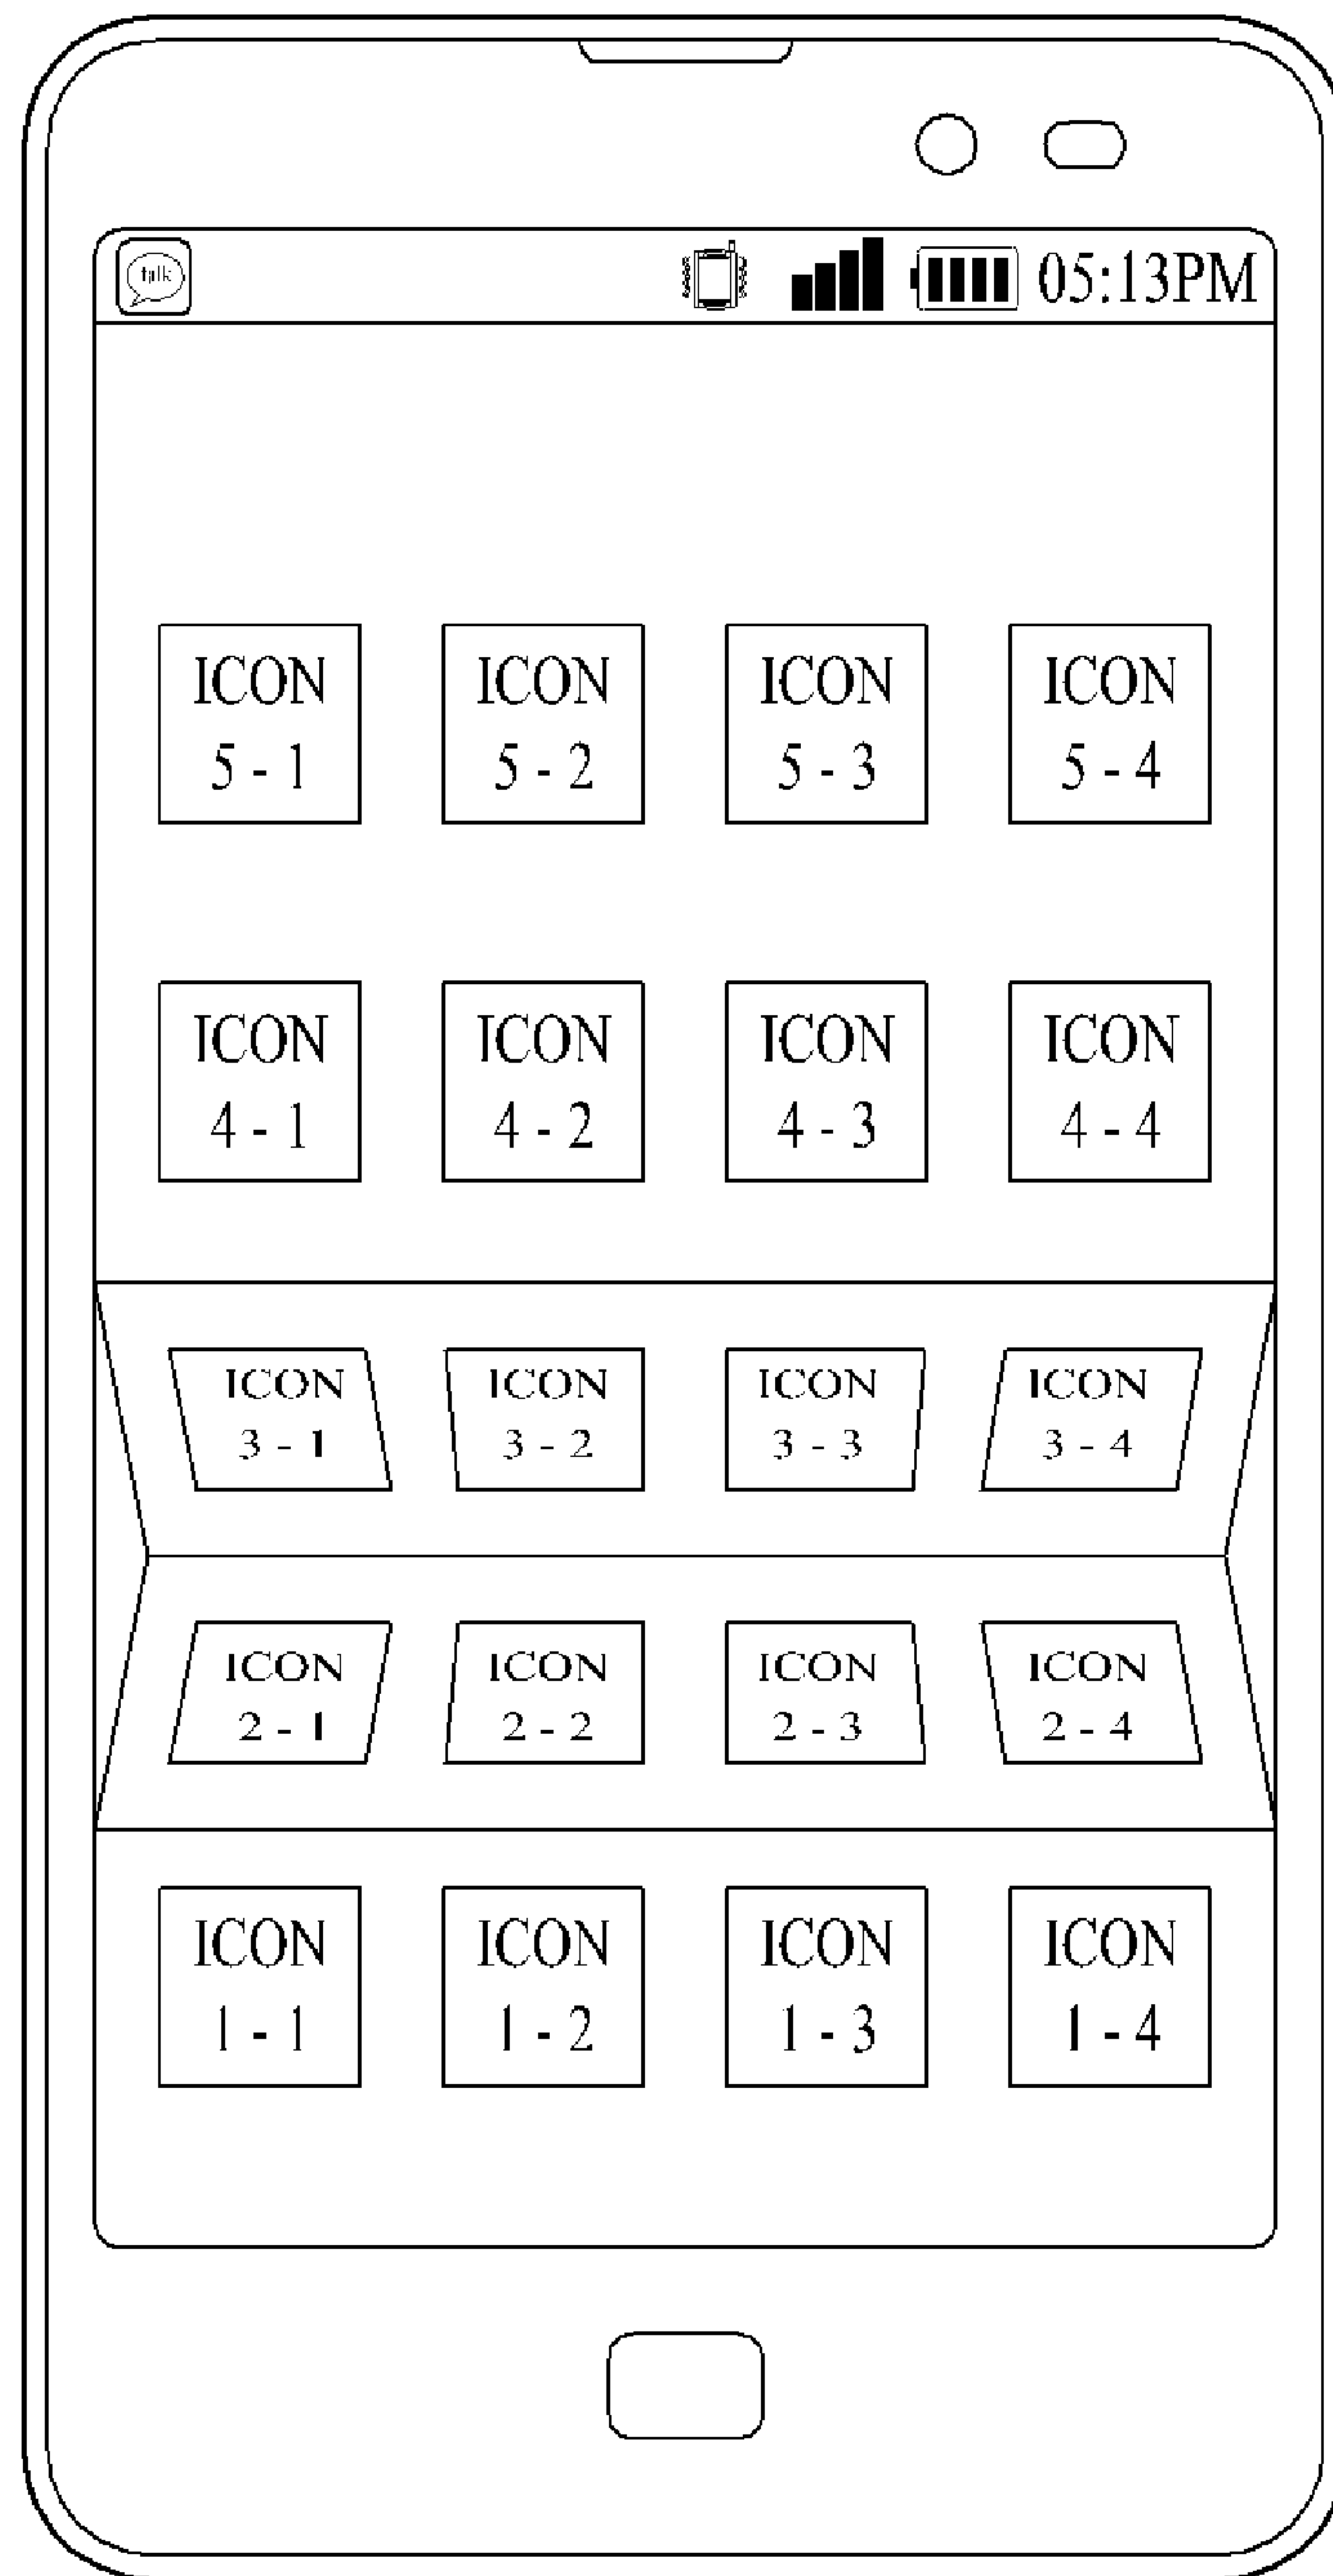 talk
05:13PM
ICON
5 - 1
ICON
5 - 2
ICON
5 - 3
ICON
5 - 4
ICON
4 - 1
ICON
4 - 2
ICON
4 - 3
ICON
4 - 4
ICON
3 - 1
ICON
3 - 2
ICON
3 - 3
ICON
3 - 4
ICON
2 - 1
ICON
2 - 2
ICON
2 - 3
ICON
2 - 4
ICON
1 - 1
ICON
1 - 2
ICON
1 - 3
ICON
1 - 4